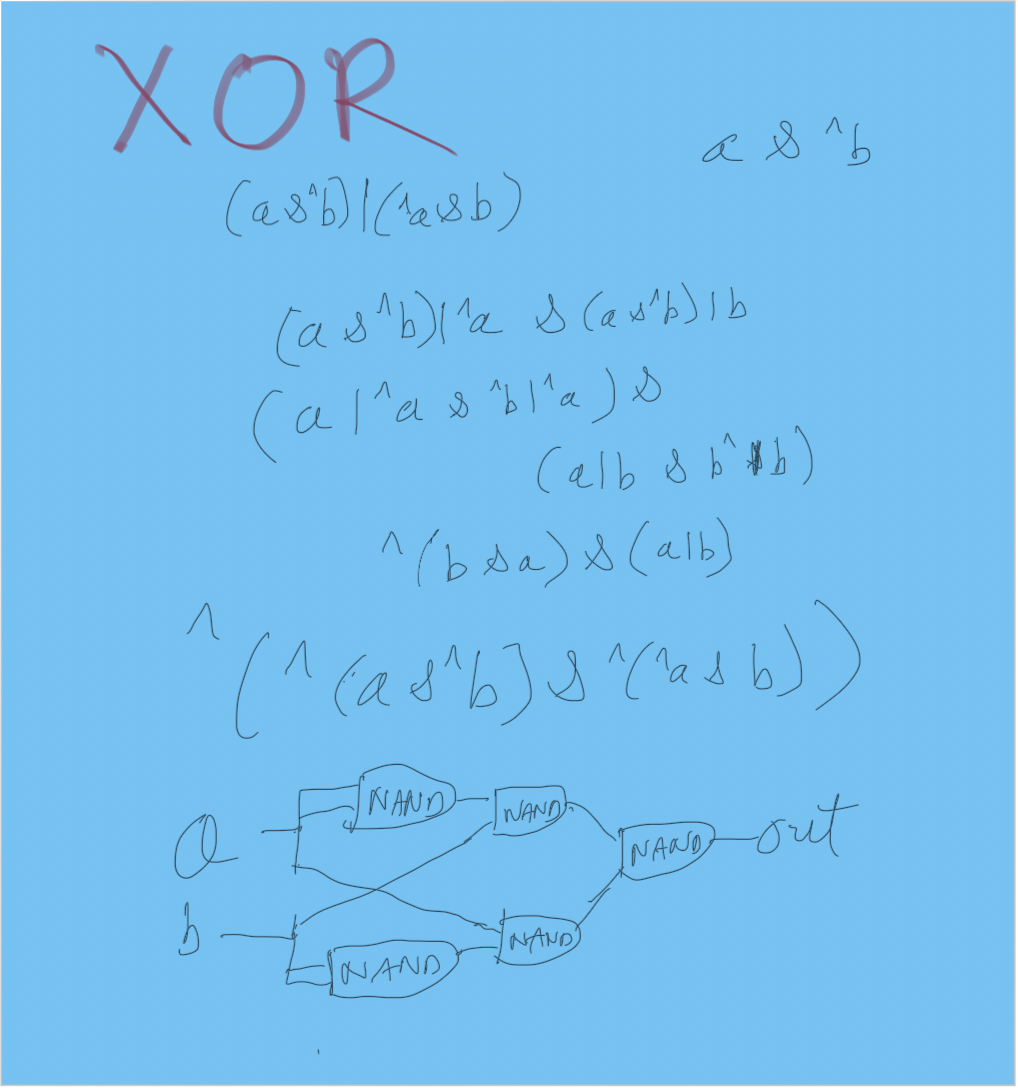 XOR
a & ^b
(a & ^b) | (^a & b)
(a & ^b) | ^a & (a & ^b) | b
(a | ^a & ^b | ^a) &
(a | b & b^ b)
^(b & a) & (a | b)
^(^(a & ^b) & ^(^a & b))
NAND
NAND
a
NAND
out
b
NAND
NAND